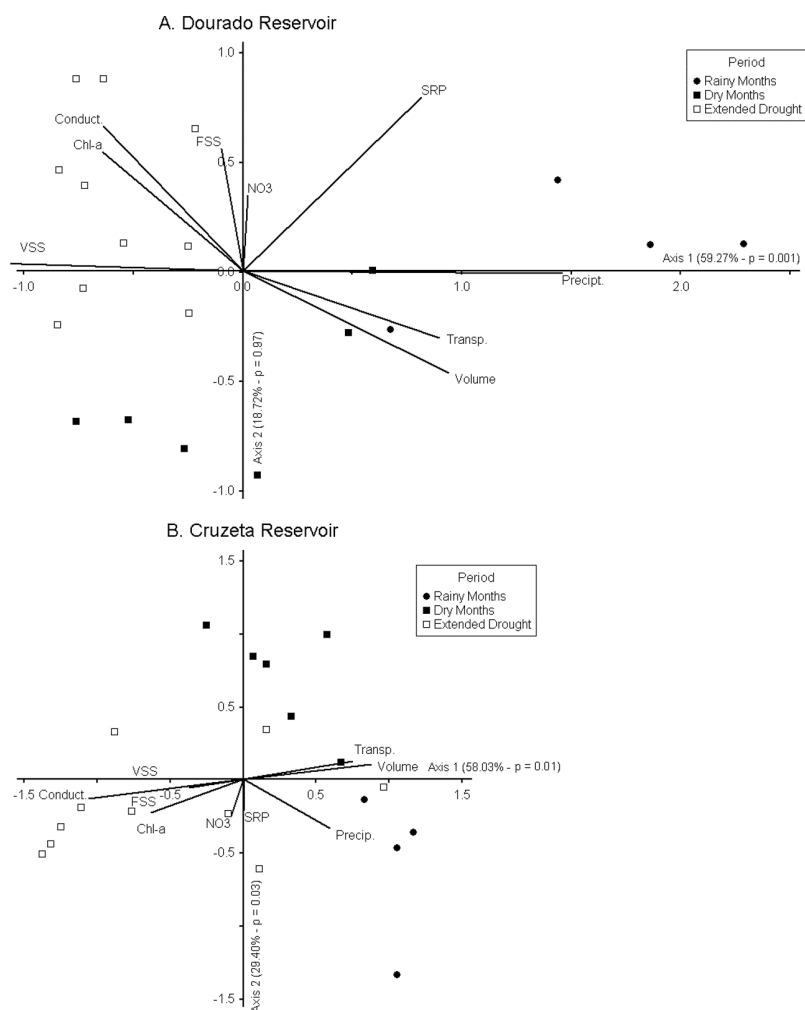 A. Dourado Reservoir
1.0
Period
Rainy Months
Dry Months
Extended Drought
SRP
Conduct.
FSS
Chl-a
0.5
NO3
VSS
Axis 1 (59.27% - p = 0.001)
-1.0
0.0
0.0
1.0
2.0
Precipt.
Transp.
Volume
-0.5
Axis 2 (18.72% - p = 0.97)
-1.0
B. Cruzeta Reservoir
1.5
Period
Rainy Months
Dry Months
Extended Drought
0.5
Transp.
VSS
Volume
Axis 1 (58.03% - p = 0.01)
-1.5
Conduct.
-0.5
0.5
1.5
FSS
Chl-a
NO3
SRP
Precip.
-0.5
Axis 2 (29.40% - p = 0.03)
-1.5